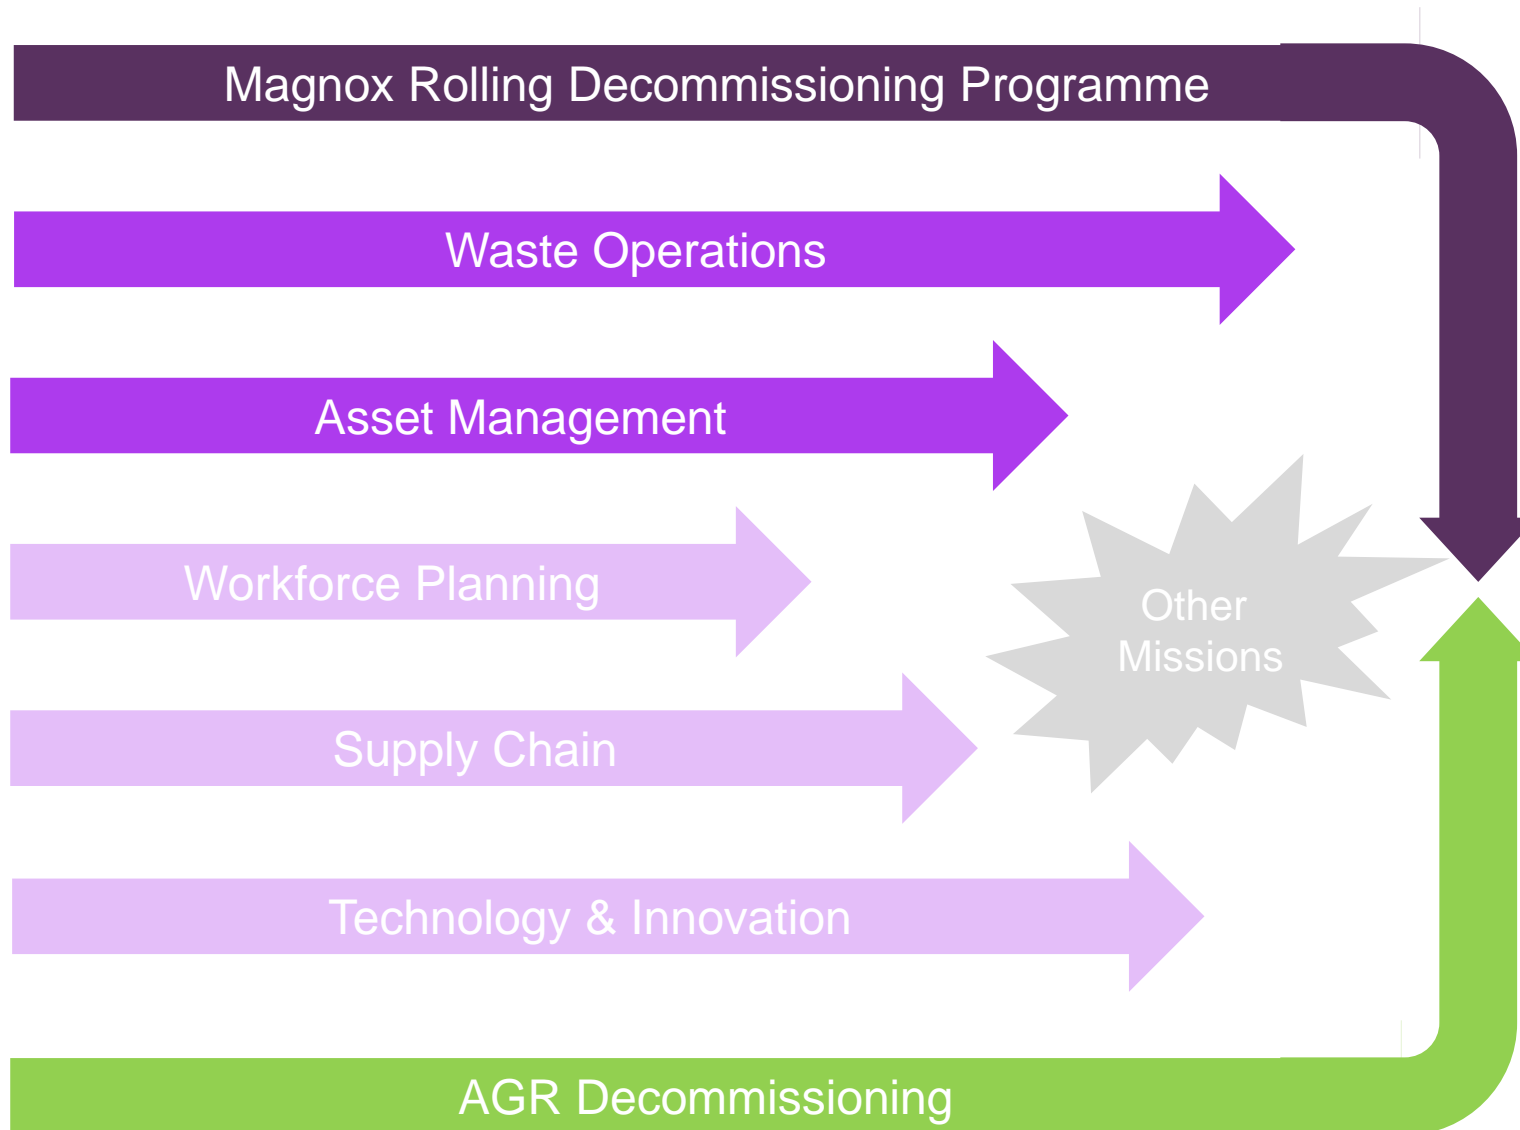 Magnox Rolling Decommissioning Programme
Waste Operations
Asset Management
Workforce Planning
Other
Missions
Supply Chain
Technology & Innovation
AGR Decommissioning